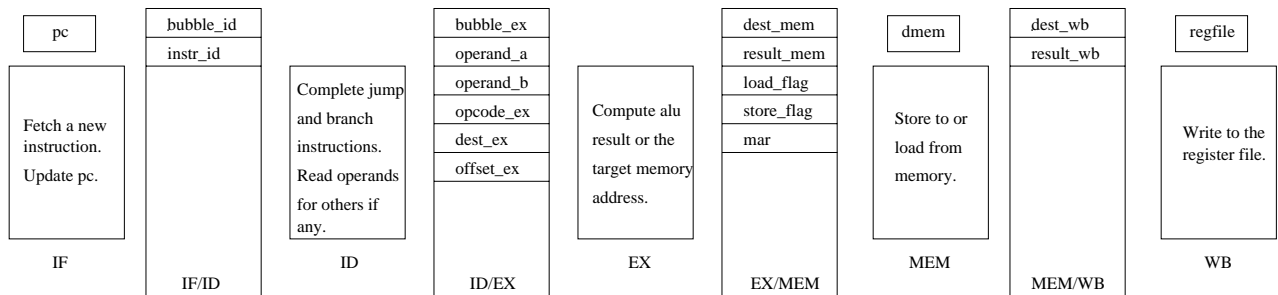 pc
Fetch a new
instruction.
Update pc.
IF
bubble_id
instr_id
IF/ID
Complete jump
and branch
instructions.
Read operands
for others if
any.
ID
bubble_ex
operand_a
operand_b
opcode_ex
dest_ex
offset_ex
ID/EX
Compute alu
result or the
target memory
address.
EX
dest_mem
result_mem
load_flag
store_flag
mar
EX/MEM
dmem
Store to or
load from
memory.
MEM
dest_wb
result_wb
MEM/WB
regfile
Write to the
register file.
WB